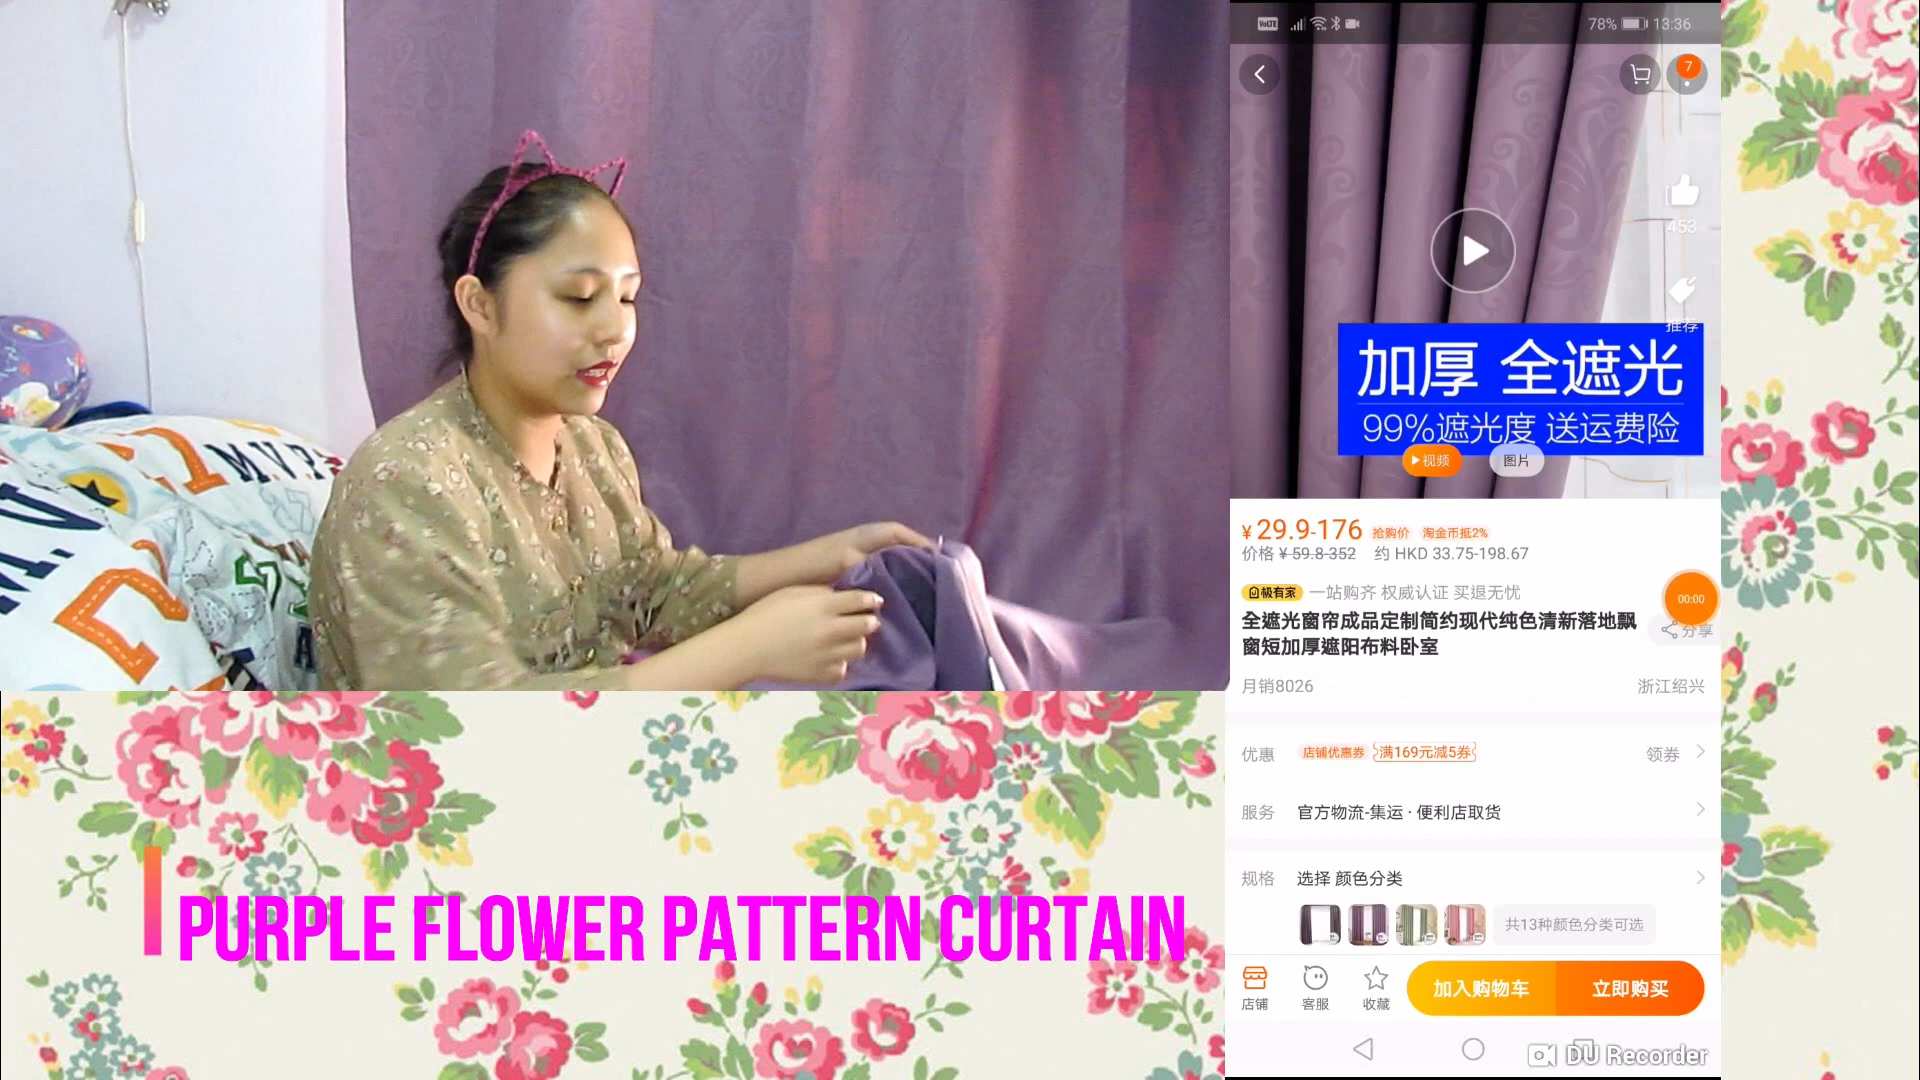 M.V.P.
PURPLE FLOWER PATTERN CURTAIN
VoLTE
78%
13:36
7
453
推荐
加厚 全遮光
99%遮光度 送运费险
视频
图片
¥29.9-176 抢购价 淘金币抵2%
价格 ¥59.8-352 约 HKD 33.75-198.67
极有家 一站购齐 权威认证 买退无忧
00:00
全遮光窗帘成品定制简约现代纯色清新落地飘
窗短加厚遮阳布料卧室
分享
月销8026 浙江绍兴
优惠 店铺优惠券 满169元减5券 领券
服务 官方物流-集运 · 便利店取货
规格 选择 颜色分类
共13种颜色分类可选
店铺 客服 收藏 加入购物车 立即购买
DU Recorder